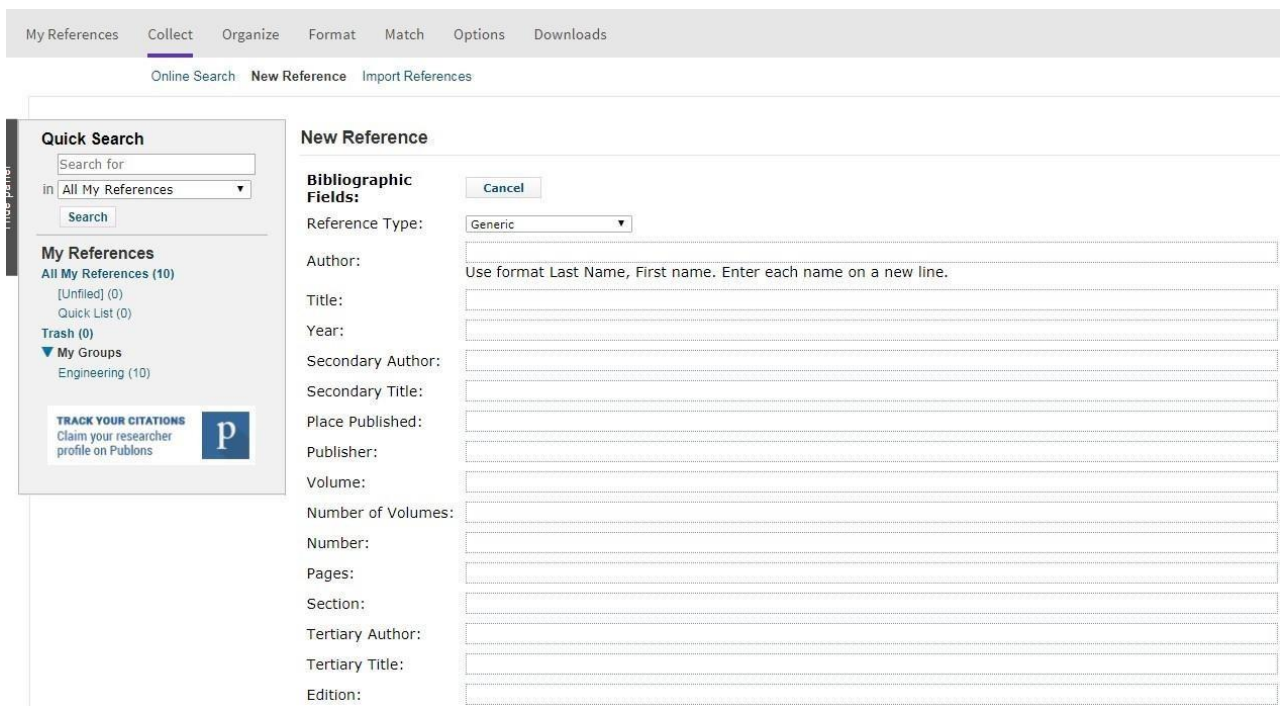 My References Collect Organize Format Match Options Downloads
Online Search New Reference Import References
Quick Search
Search for
in All My References
Search
My References
All My References (10)
[Unfiled] (0)
Quick List (0)
Trash (0)
My Groups
Engineering (10)
TRACK YOUR CITATIONS
Claim your researcher
profile on Publons
p
New Reference
Bibliographic
Fields:
Cancel
Reference Type: Generic
Author:
Use format Last Name, First name. Enter each name on a new line.
Title:
Year:
Secondary Author:
Secondary Title:
Place Published:
Publisher:
Volume:
Number of Volumes:
Number:
Pages:
Section:
Tertiary Author:
Tertiary Title:
Edition: